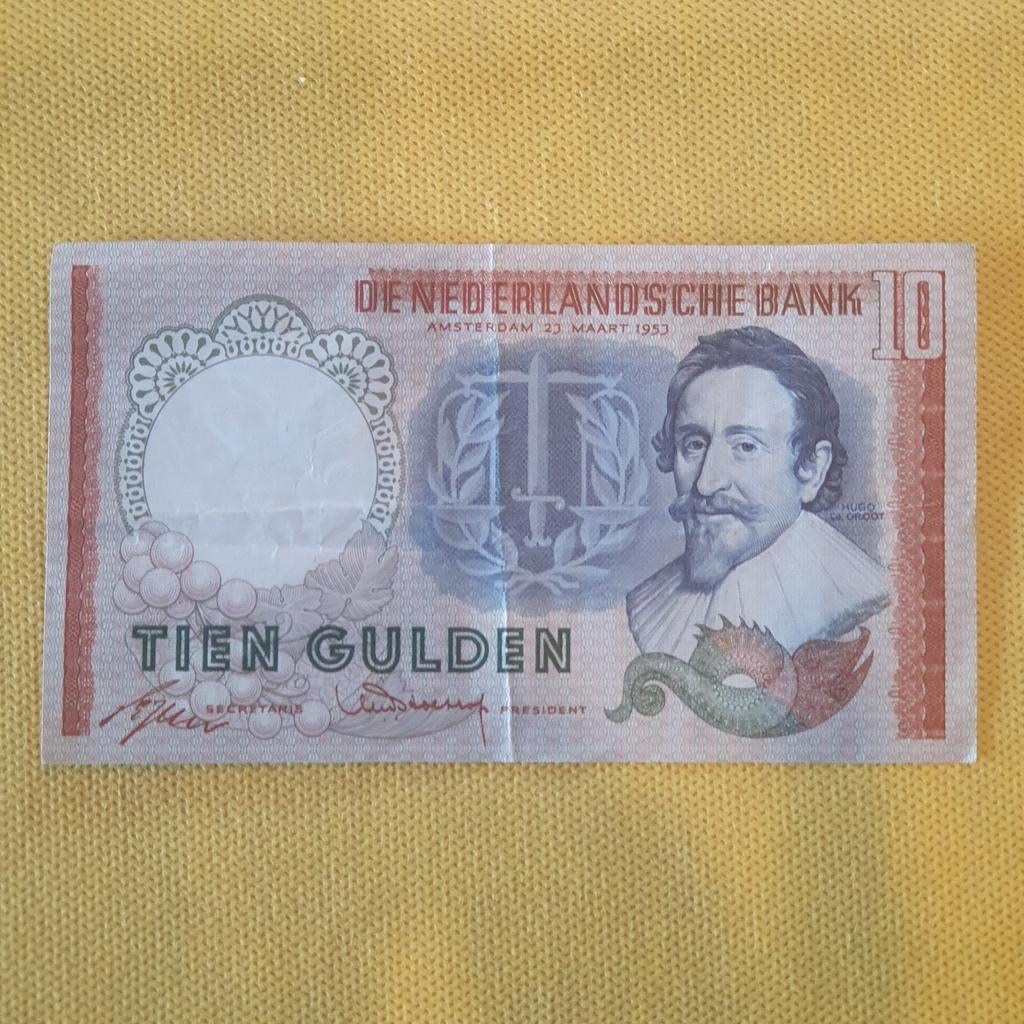 DE NEDERLANDSCHE BANK 10
AMSTERDAM 23 MAART 1953
HUGO
DE GROOT
TIEN GULDEN
SECRETARIS PRESIDENT